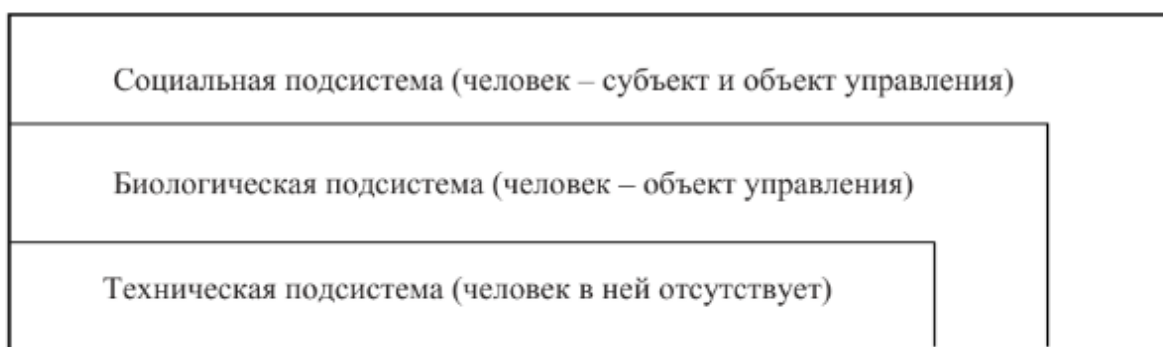 Социальная подсистема (человек – субъект и объект управления)
Биологическая подсистема (человек – объект управления)
Техническая подсистема (человек в ней отсутствует)